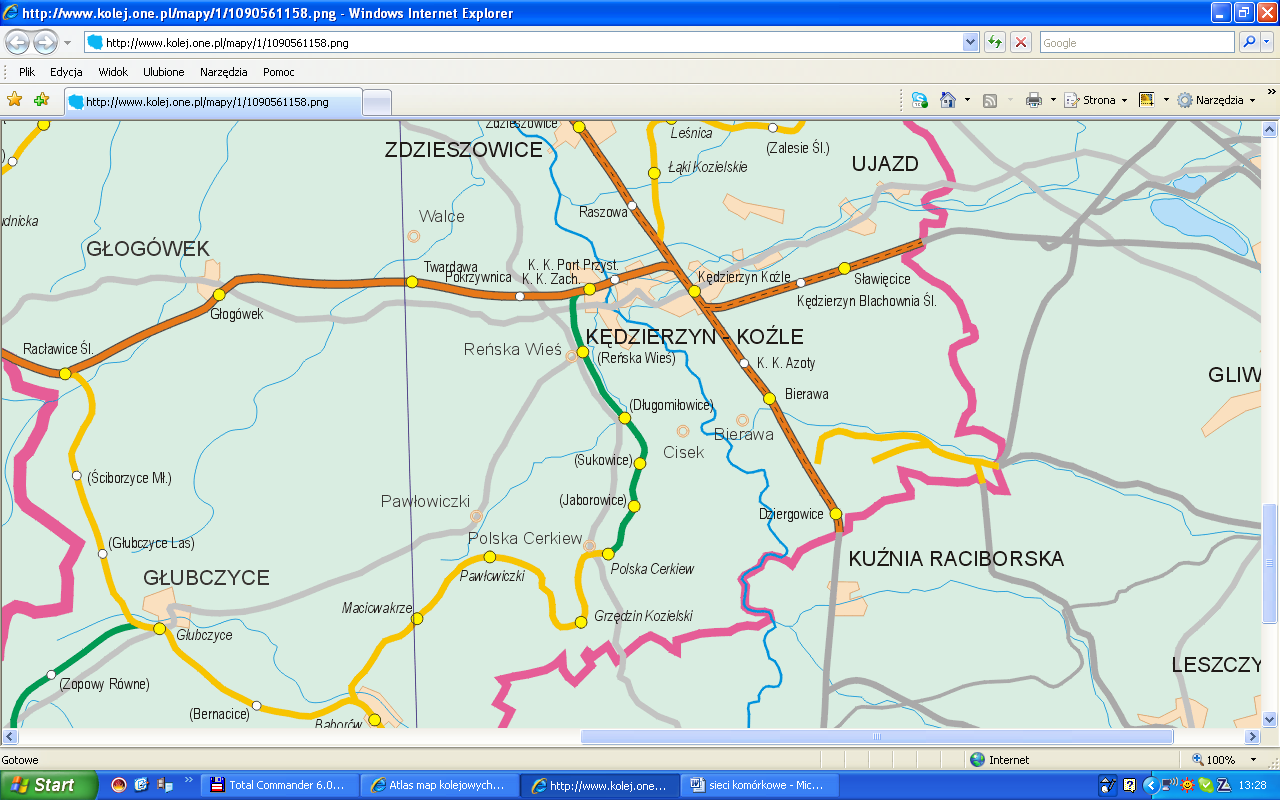 http://www.kolej.one.pl/mapy/1/1090561158.png - Windows Internet Explorer
http://www.kolej.one.pl/mapy/1/1090561158.png
Google
Plik Edycja Widok Ulubione Narzędzia Pomoc
http://www.kolej.one.pl/mapy/1/1090561158.png
Strona
Narzędzia
»
Zdzieszowice
Leśnica
(Zalesie Śl.)
ZDZIESZOWICE
UJAZD
Łąki Kozielskie
udnicka
Walce
Raszowa
GŁOGÓWEK
Twardawa
Pokrzywnica
K. K. Port Przyst.
K. K. Zach.
Kędzierzyn Koźle
Sławięcice
Kędzierzyn Blachownia Śl.
Głogówek
KĘDZIERZYN - KOŹLE
Racławice Śl.
Reńska Wieś
(Reńska Wieś)
K. K. Azoty
GLIW
Bierawa
(Długomiłowice)
Bierawa
Cisek
(Sukowice)
(Ściborzyce Mł.)
Pawłowiczki
(Jaborowice)
Dziergowice
(Głubczyce Las)
Polska Cerkiew
KUŹNIA RACIBORSKA
GŁUBCZYCE
Pawłowiczki
Polska Cerkiew
Maciowakrze
Grzędzin Kozielski
Głubczyce
LESZCZY
(Zopowy Równe)
(Bernacice)
Baborów
Gotowe
Internet
100%
Start
»
Total Commander 6.0...
Atlas map kolejowych...
http://www.kolej.one...
sieci komórkowe - Mic...
13:28